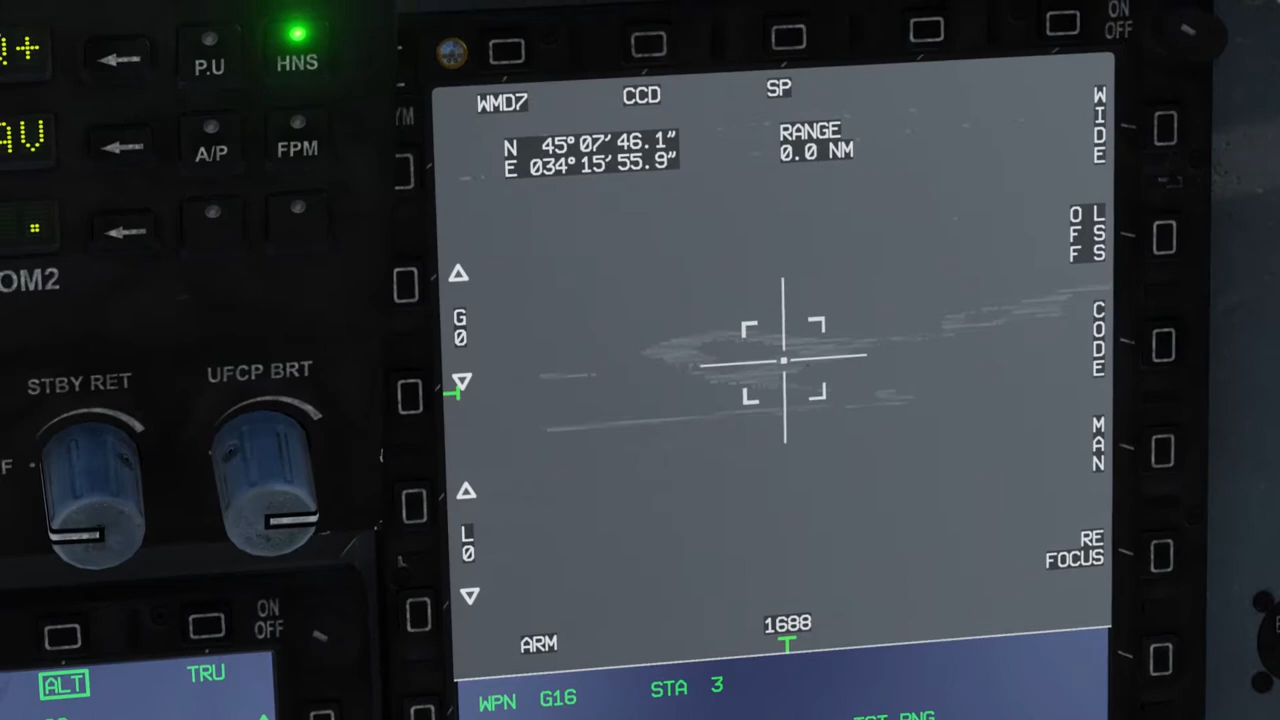 P.U
HNS
A/P
FPM
OM2
STBY RET
UFCP BRT
ON
OFF
ALT
TRU
ON
OFF
WMD7
CCD
SP
N 45°07'46.1"
E 034°15'55.9"
RANGE
0.0 NM
WIDE
LSS
OFF
CODE
MAN
RE
FOCUS
G
0
L
0
ARM
1688
T
WPN G16
STA 3